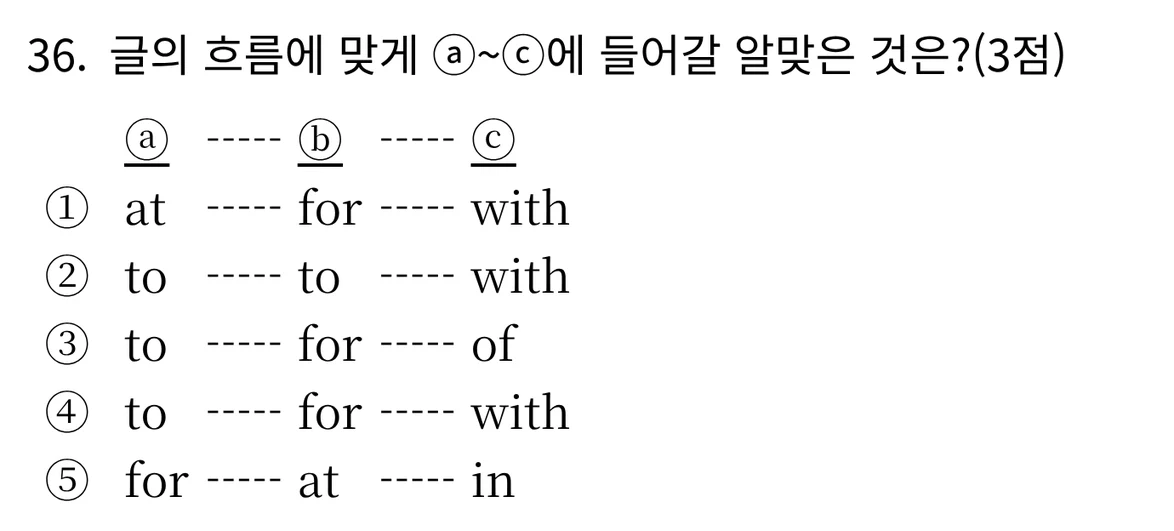 36. 글의 흐름에 맞게 ⓐ~ⓒ에 들어갈 알맞은 것은?(3점)
ⓐ ----- ⓑ ----- ⓒ
① at ----- for ----- with
② to ----- to ----- with
③ to ----- for ----- of
④ to ----- for ----- with
⑤ for ----- at ----- in